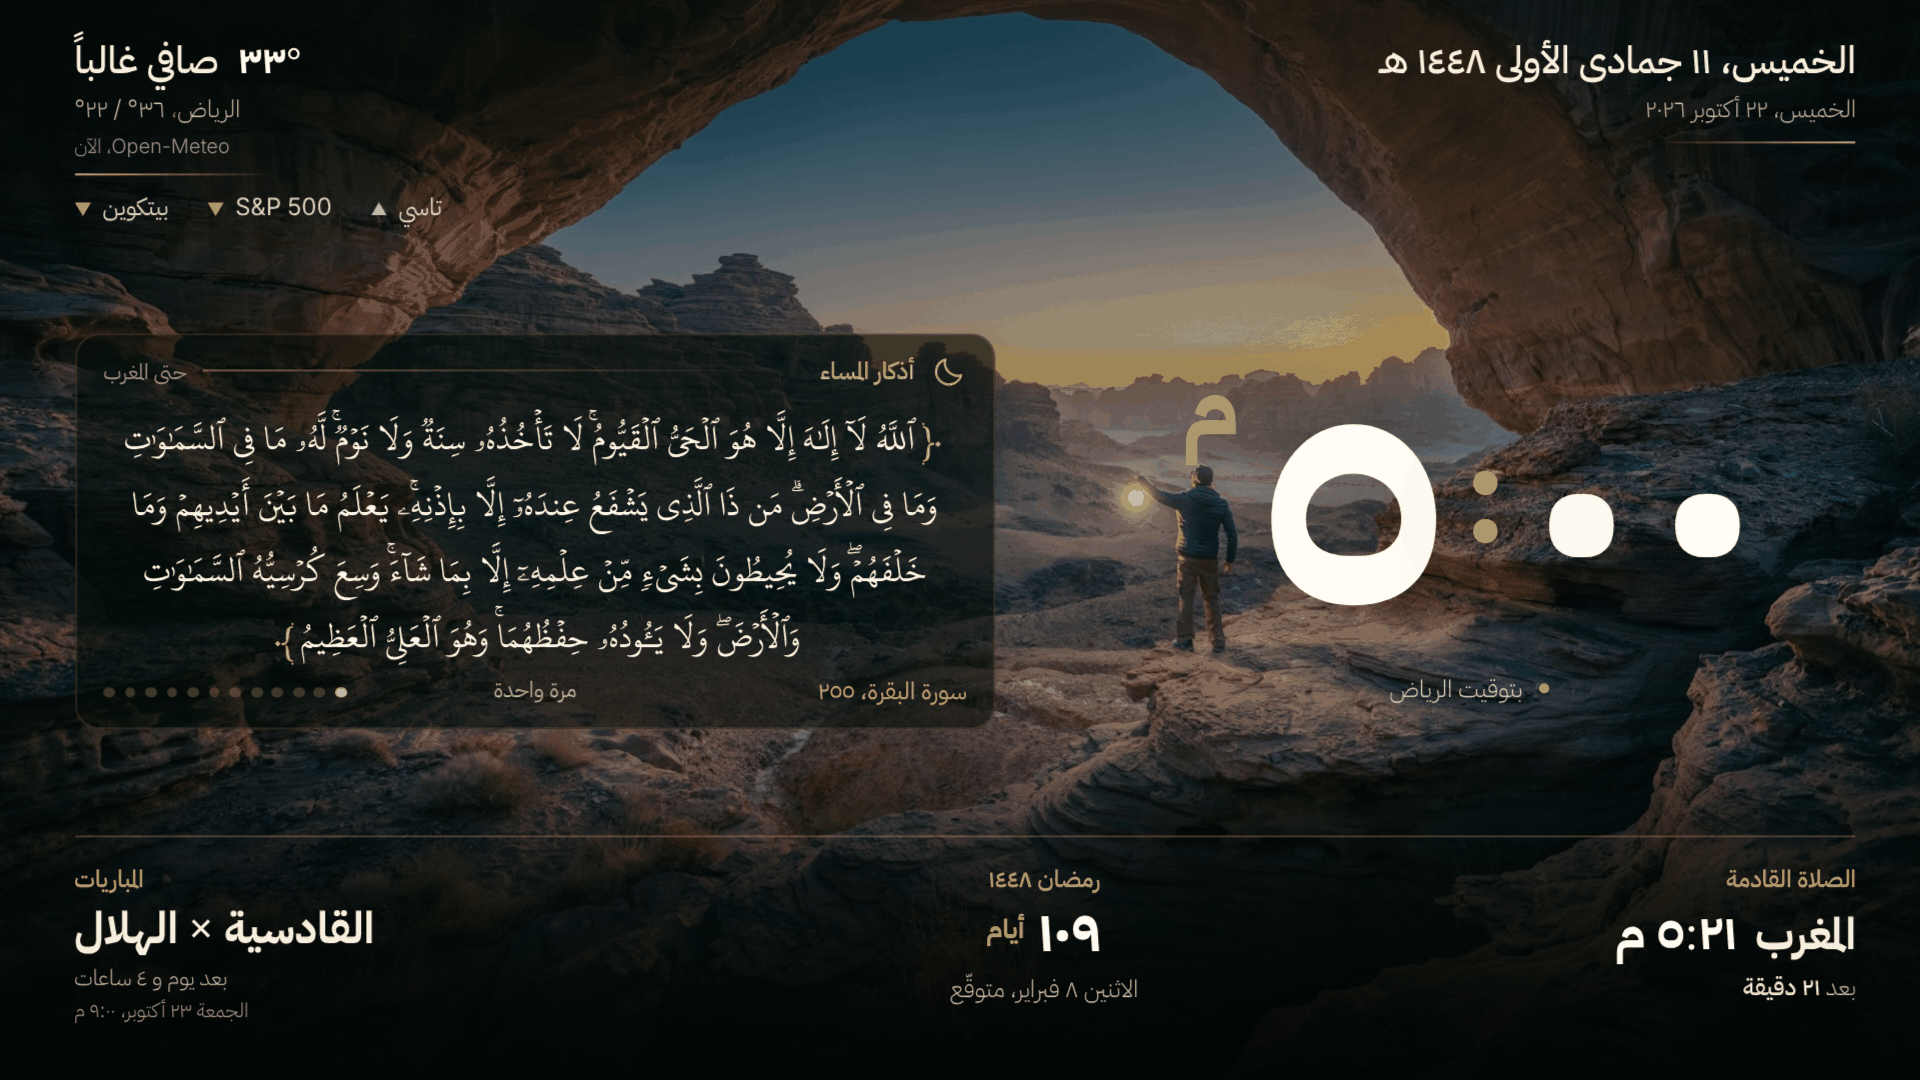 الخميس، ١١ جمادى الأولى ١٤٤٨ هـ
الخميس، ٢٢ أكتوبر ٢٠٢٦
٣٣° صافي غالباً
الرياض، ٣٦° / ٢٢°
Open-Meteo، الآن
تاسي ▲ S&P 500 ▼ بيتكوين ▼
أذكار المساء
حتى المغرب
﴿ٱللَّهُ لَآ إِلَـٰهَ إِلَّا هُوَ ٱلْحَىُّ ٱلْقَيُّومُ ۚ لَا تَأْخُذُهُۥ سِنَةٌ وَلَا نَوْمٌ ۚ لَّهُۥ مَا فِى ٱلسَّمَـٰوَٰتِ
وَمَا فِى ٱلْأَرْضِ ۗ مَن ذَا ٱلَّذِى يَشْفَعُ عِندَهُۥٓ إِلَّا بِإِذْنِهِۦ ۚ يَعْلَمُ مَا بَيْنَ أَيْدِيهِمْ وَمَا
خَلْفَهُمْ ۖ وَلَا يُحِيطُونَ بِشَىْءٍ مِّنْ عِلْمِهِۦٓ إِلَّا بِمَا شَآءَ ۚ وَسِعَ كُرْسِيُّهُ ٱلسَّمَـٰوَٰتِ
وَٱلْأَرْضَ ۖ وَلَا يَـُٔودُهُۥ حِفْظُهُمَا ۚ وَهُوَ ٱلْعَلِىُّ ٱلْعَظِيمُ﴾
سورة البقرة، ٢٥٥
مرة واحدة
٥:٠٠ م
بتوقيت الرياض
الصلاة القادمة
المغرب ٥:٢١ م
بعد ٢١ دقيقة
رمضان ١٤٤٨
١٠٩ أيام
الاثنين ٨ فبراير، متوقّع
المباريات
القادسية × الهلال
بعد يوم و ٤ ساعات
الجمعة ٢٣ أكتوبر، ٩:٠٠ م